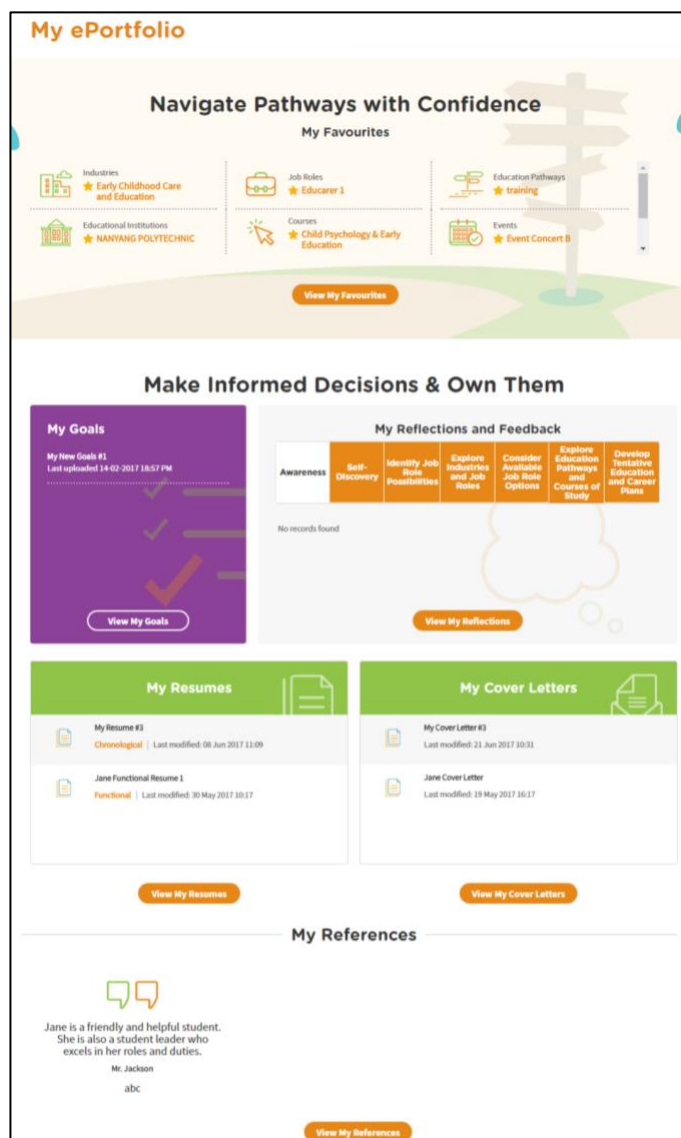 My ePortfolio
Navigate Pathways with Confidence
My Favourites
Industries
Early Childhood Care
and Education
Job Roles
Educarer 1
Education Pathways
training
Educational Institutions
NANYANG POLYTECHNIC
Courses
Child Psychology & Early
Education
Events
Event Concert B
View My Favourites
Make Informed Decisions & Own Them
My Goals
My New Goals #1
Last uploaded 14-02-2017 18:57 PM
View My Goals
My Reflections and Feedback
Awareness
Self-
Discovery
Identify Job
Role
Possibilities
Explore
Industries
and Job
Roles
Consider
Available
Job Role
Options
Explore
Education
Pathways
and
Courses of
Study
Develop
Tentative
Education
and Career
Plans
No records found
View My Reflections
My Resumes
My Resume #3
Chronological | Last modified: 08 Jun 2017 11:09
Jane Functional Resume 1
Functional | Last modified: 30 May 2017 10:17
View My Resumes
My Cover Letters
My Cover Letter #3
Last modified: 21 Jun 2017 10:31
Jane Cover Letter
Last modified: 19 May 2017 16:17
View My Cover Letters
My References
Jane is a friendly and helpful student.
She is also a student leader who
excels in her roles and duties.
Mr. Jackson
abc
View My References